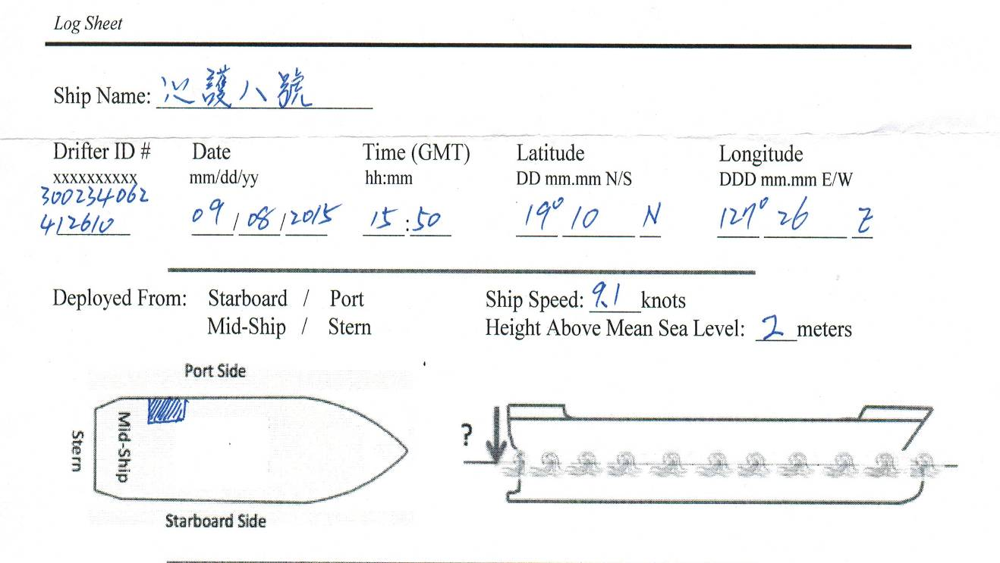 Log Sheet
Ship Name: 巡護八號
Drifter ID # Date Time (GMT) Latitude Longitude
xxxxxxxxxx mm/dd/yy hh:mm DD mm.mm N/S DDD mm.mm E/W
300234062
412610 09 / 08 / 2015 15 : 50 19° 10 N 127° 26 E
Deployed From: Starboard / Port Ship Speed: 9.1 knots
Mid-Ship / Stern Height Above Mean Sea Level: 2 meters
Port Side
Stern
Mid-Ship
?
Starboard Side